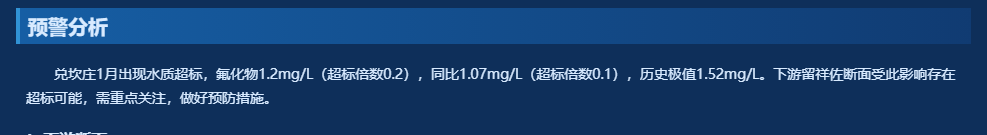 预警分析
兑坎庄1月出现水质超标，氟化物1.2mg/L（超标倍数0.2），同比1.07mg/L（超标倍数0.1），历史极值1.52mg/L。下游留祥佐断面受此影响存在
超标可能，需重点关注，做好预防措施。